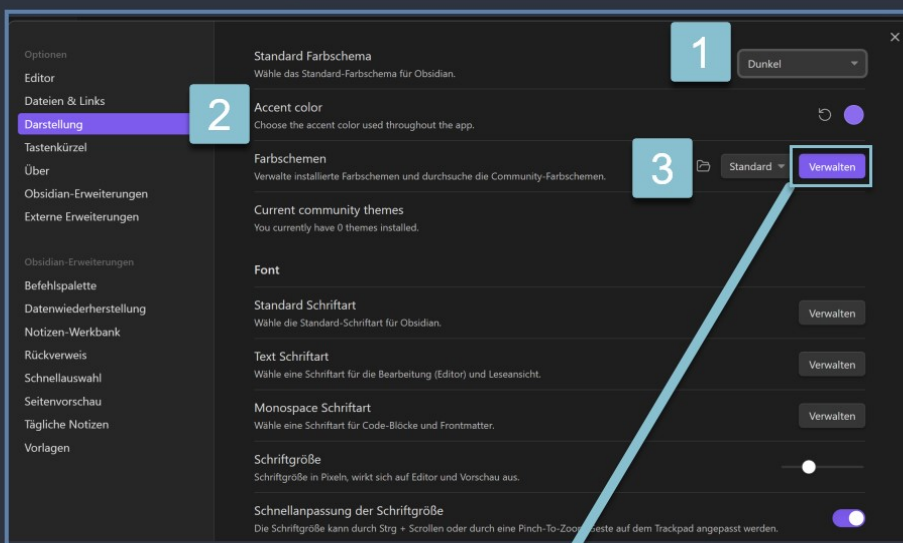 Optionen
Editor
Dateien & Links
Darstellung
Tastenkürzel
Über
Obsidian-Erweiterungen
Externe Erweiterungen
Obsidian-Erweiterungen
Befehlspalette
Datenwiederherstellung
Notizen-Werkbank
Rückverweis
Schnellauswahl
Seitenvorschau
Tägliche Notizen
Vorlagen
2
Standard Farbschema
Wähle das Standard-Farbschema für Obsidian.
1
Dunkel
Accent color
Choose the accent color used throughout the app.
Farbschemen
Verwalte installierte Farbschemen und durchsuche die Community-Farbschemen.
3
Standard
Verwalten
Current community themes
You currently have 0 themes installed.
Font
Standard Schriftart
Wähle die Standard-Schriftart für Obsidian.
Verwalten
Text Schriftart
Wähle eine Schriftart für die Bearbeitung (Editor) und Leseansicht.
Verwalten
Monospace Schriftart
Wähle eine Schriftart für Code-Blöcke und Frontmatter.
Verwalten
Schriftgröße
Schriftgröße in Pixeln, wirkt sich auf Editor und Vorschau aus.
Schnellanpassung der Schriftgröße
Die Schriftgröße kann durch Strg + Scrollen oder durch eine auf dem Trackpad angepasst werden.